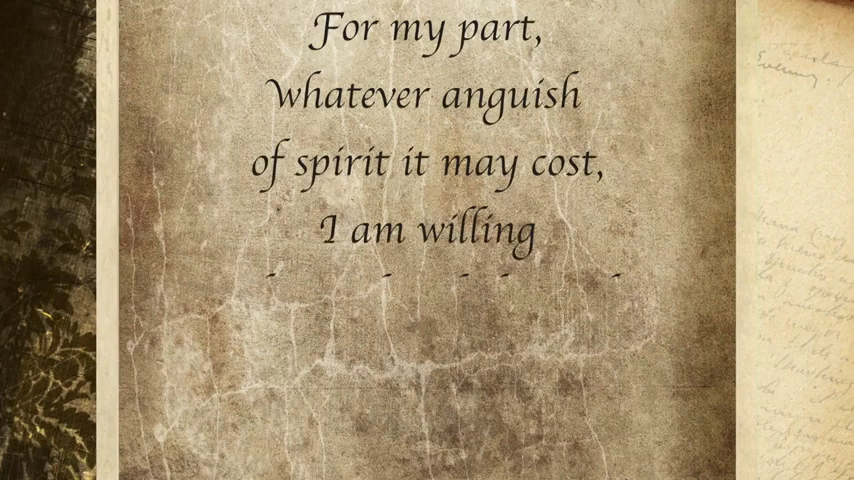 For my part,
whatever anguish
of spirit it may cost,
I am willing